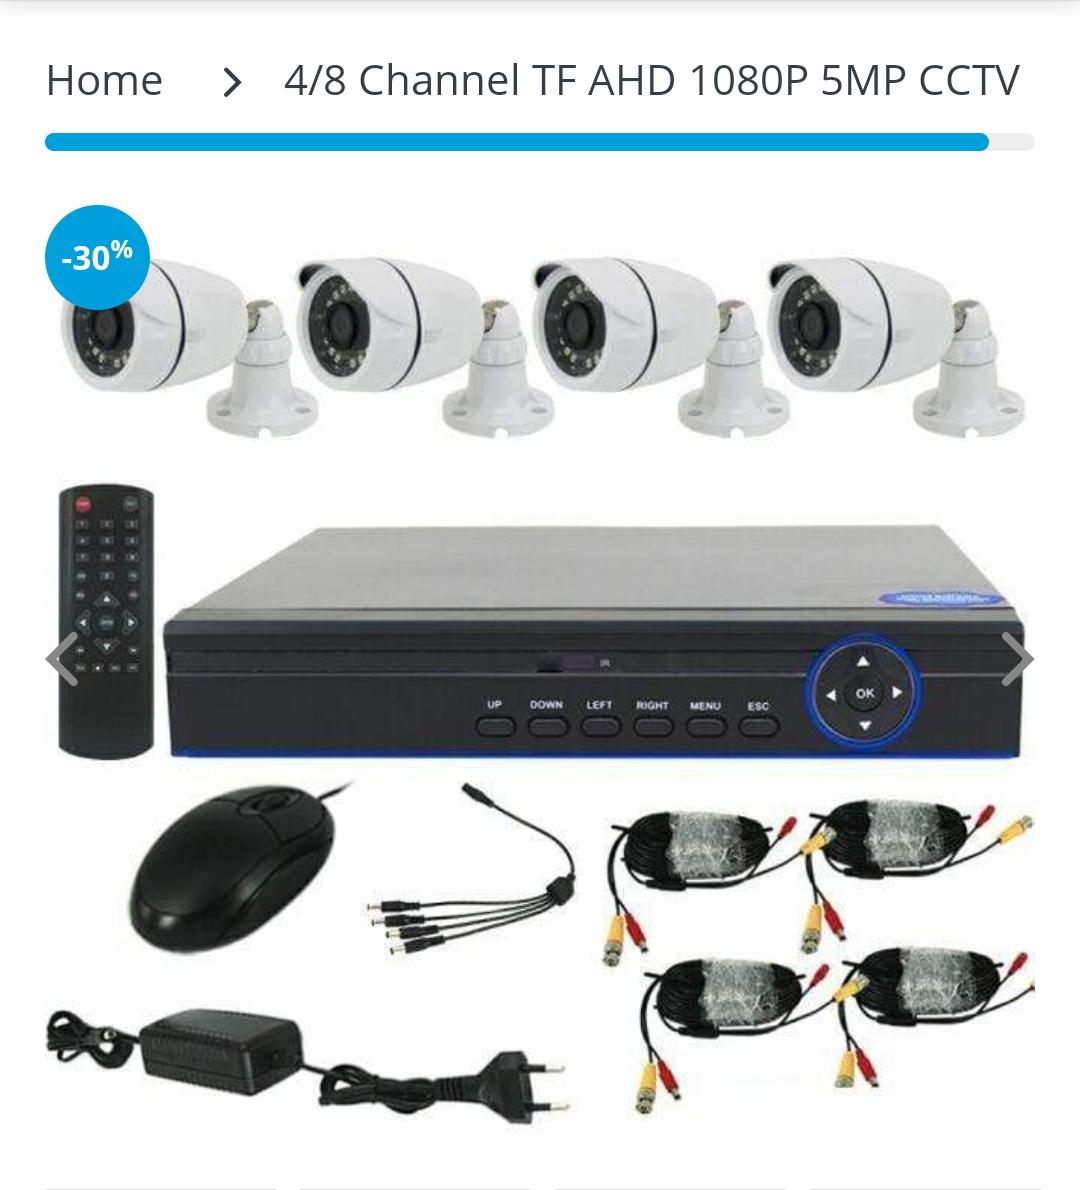 Home > 4/8 Channel TF AHD 1080P 5MP CCTV
-30%
IR
UP DOWN LEFT RIGHT MENU ESC
OK